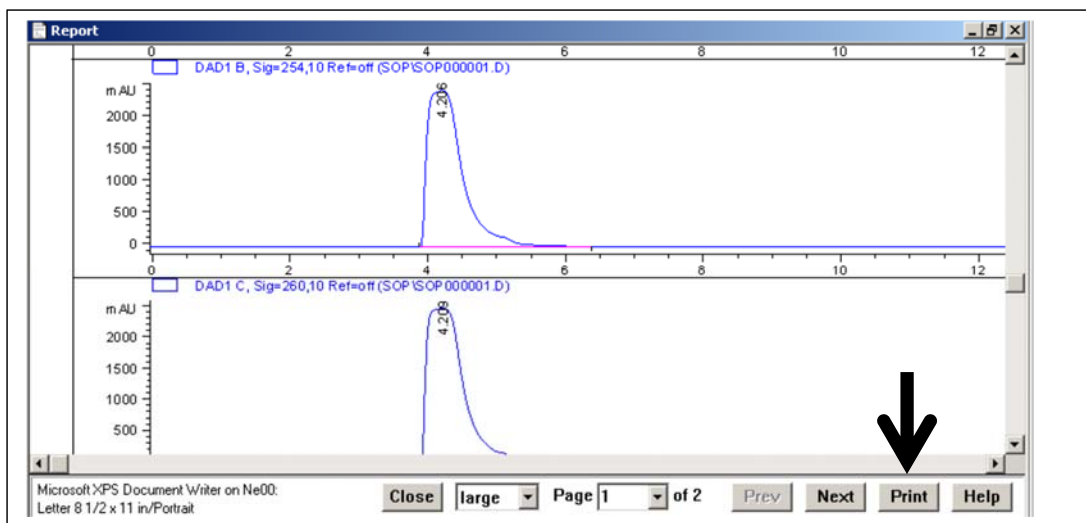 Report
0 2 4 6 8 10 12
DAD1 B, Sig=254,10 Ref=off (SOP\SOP000001.D)
mAU
4.206
2000
1500
1000
500
0
0 2 4 6 8 10 12
DAD1 C, Sig=260,10 Ref=off (SOP\SOP000001.D)
mAU
4.209
2000
1500
1000
500
Microsoft XPS Document Writer on Ne00:
Letter 8 1/2 x 11 in/Portrait
Close large Page 1 of 2 Prev Next Print Help